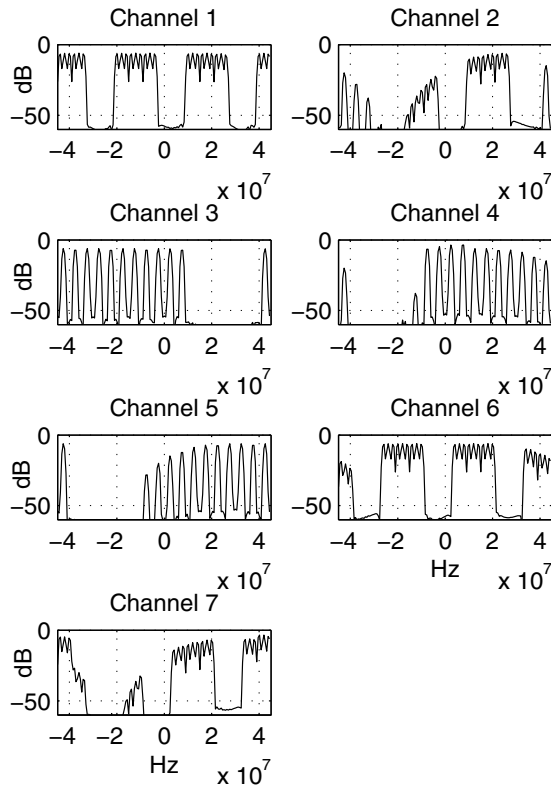 Channel 1
Channel 2
0
−50
dB
−4 −2 0 2 4
x 10^7
0
−50
−4 −2 0 2 4
x 10^7
Channel 3
Channel 4
0
−50
dB
−4 −2 0 2 4
x 10^7
0
−50
−4 −2 0 2 4
x 10^7
Channel 5
Channel 6
0
−50
dB
−4 −2 0 2 4
x 10^7
0
−50
−4 −2 0 2 4
Hz
x 10^7
Channel 7
0
−50
dB
−4 −2 0 2 4
Hz
x 10^7